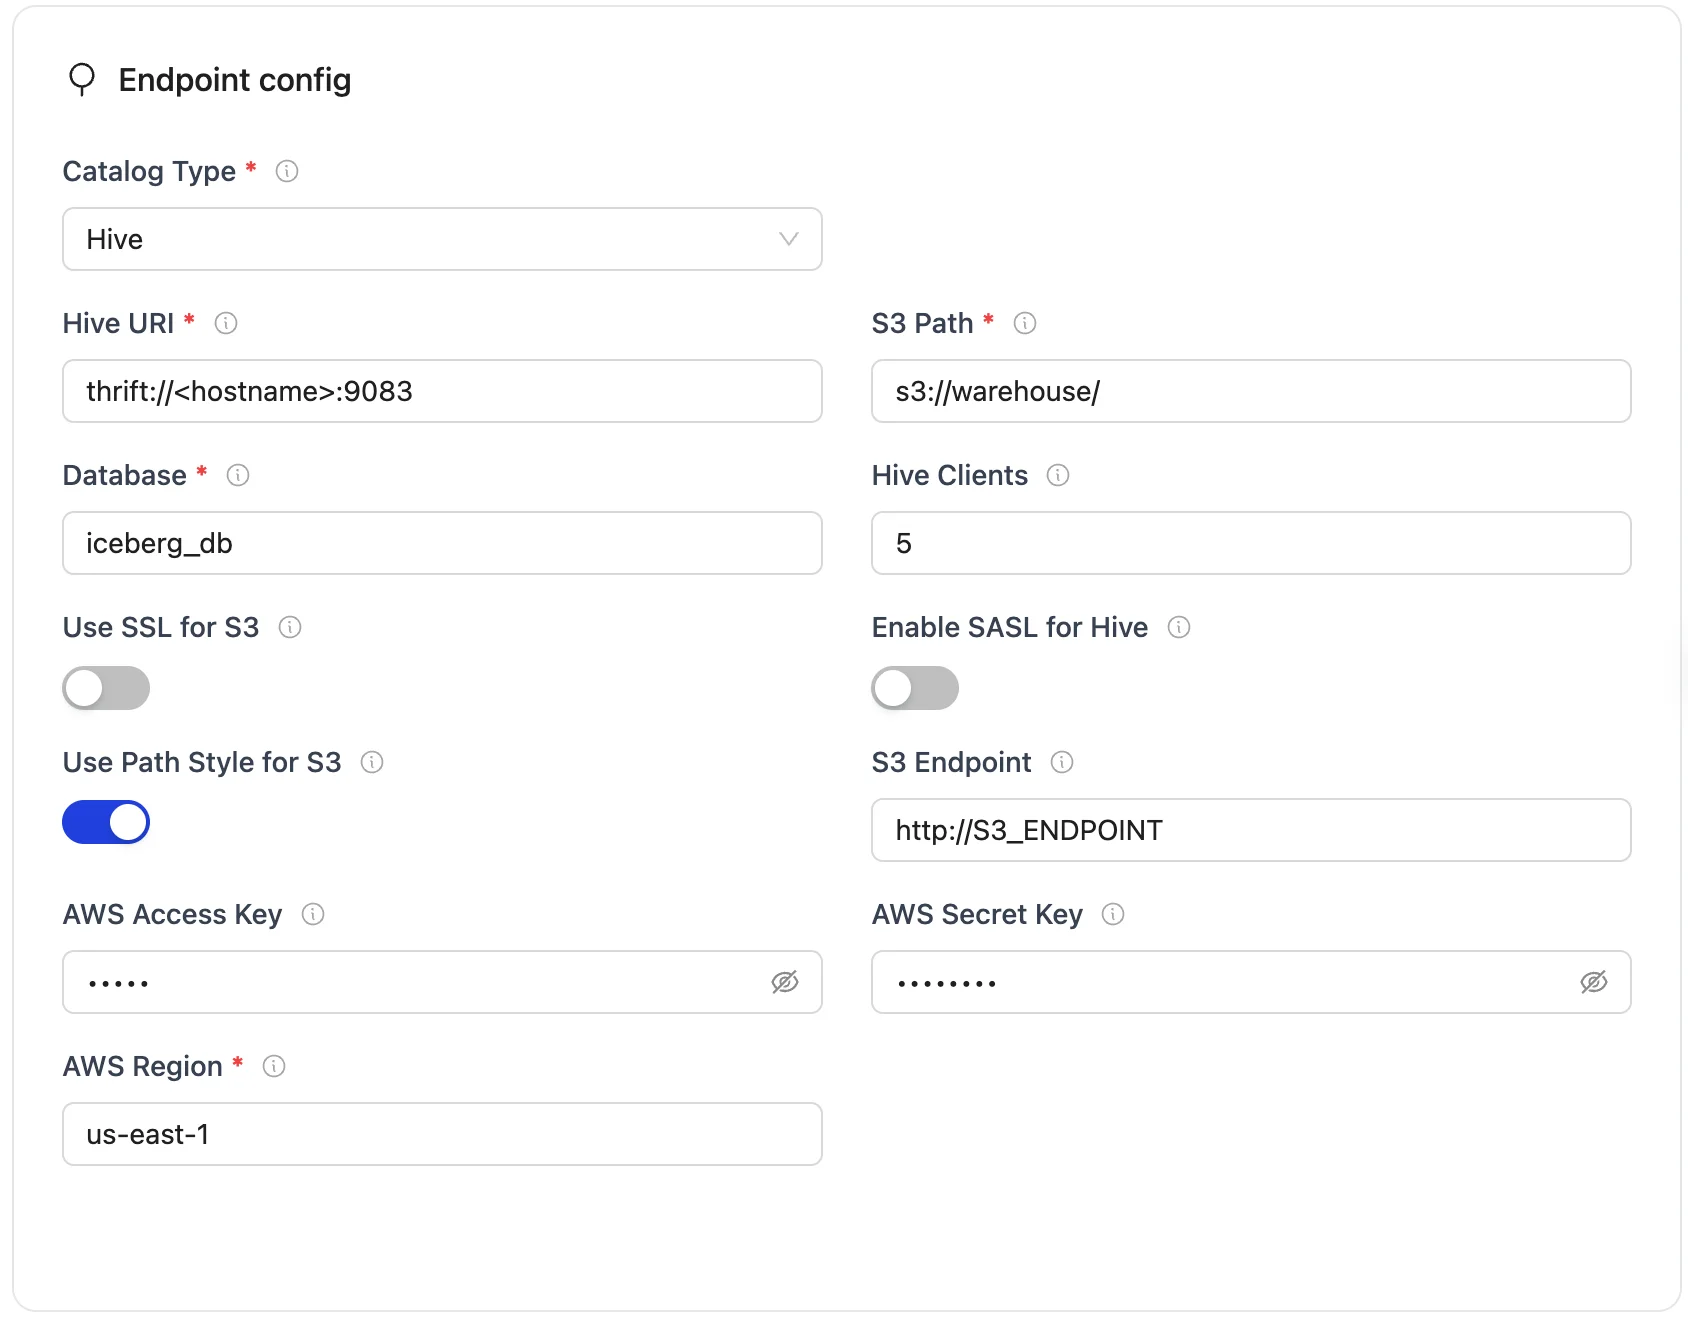 Endpoint config
Catalog Type *
Hive
Hive URI *
S3 Path *
thrift://<hostname>:9083
s3://warehouse/
Database *
Hive Clients
iceberg_db
5
Use SSL for S3
Enable SASL for Hive
Use Path Style for S3
S3 Endpoint
http://S3_ENDPOINT
AWS Access Key
AWS Secret Key
•••••
••••••••
AWS Region *
us-east-1